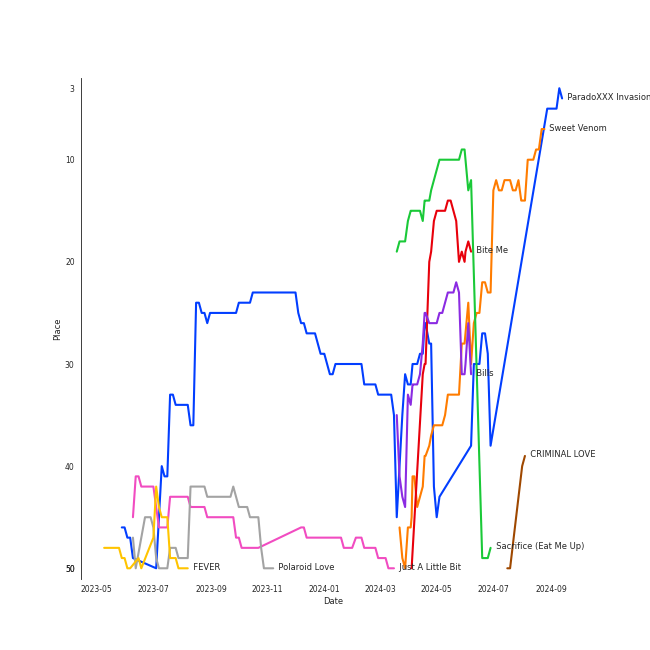 3
ParadoXXX Invasion
Sweet Venom
10
Bite Me
20
Place
30
Bills
CRIMINAL LOVE
40
Sacrifice (Eat Me Up)
50
FEVER
Polaroid Love
Just A Little Bit
2023-05
2023-07
2023-09
2023-11
2024-01
2024-03
2024-05
2024-07
2024-09
Date